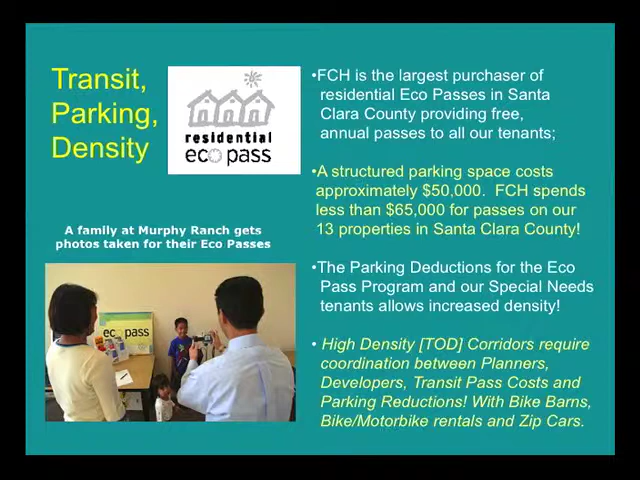 Transit,
Parking,
Density
residential
eco pass
A family at Murphy Ranch gets
photos taken for their Eco Passes
eco pass
•FCH is the largest purchaser of
residential Eco Passes in Santa
Clara County providing free,
annual passes to all our tenants;
•A structured parking space costs
approximately $50,000. FCH spends
less than $65,000 for passes on our
13 properties in Santa Clara County!
•The Parking Deductions for the Eco
Pass Program and our Special Needs
tenants allows increased density!
• High Density [TOD] Corridors require
coordination between Planners,
Developers, Transit Pass Costs and
Parking Reductions! With Bike Barns,
Bike/Motorbike rentals and Zip Cars.